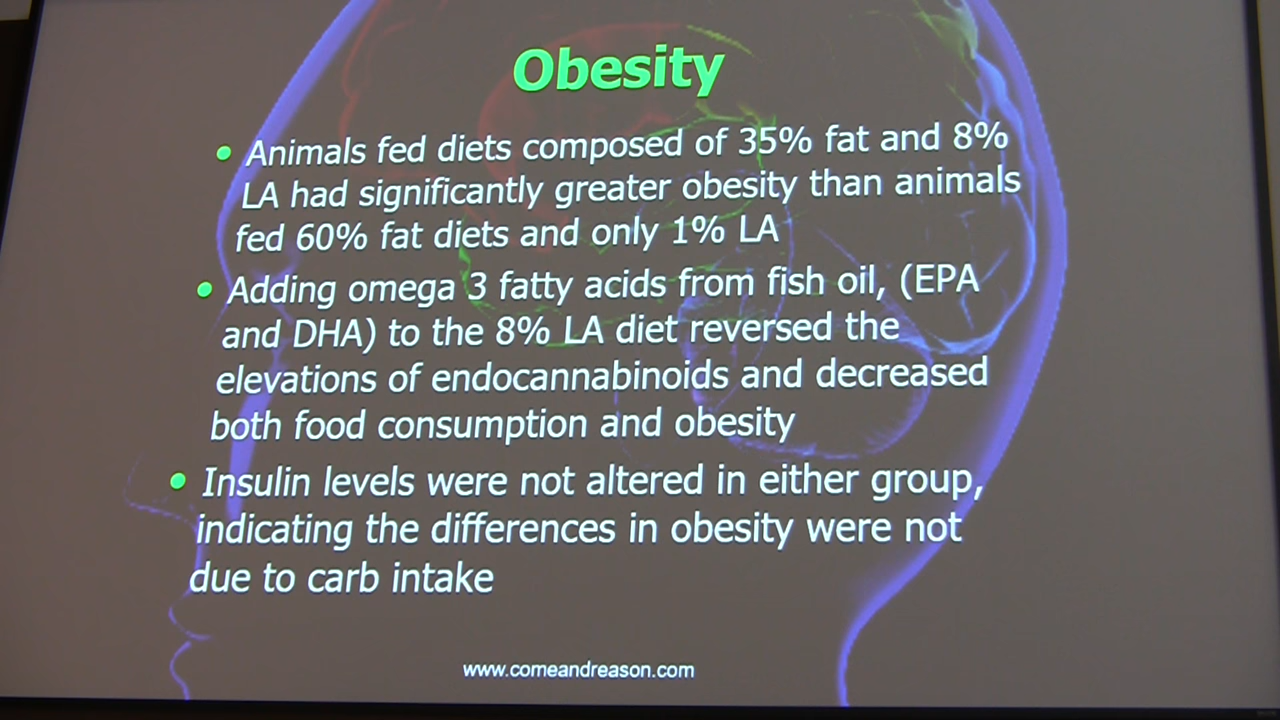 Obesity
• Animals fed diets composed of 35% fat and 8%
LA had significantly greater obesity than animals
fed 60% fat diets and only 1% LA
• Adding omega 3 fatty acids from fish oil, (EPA
and DHA) to the 8% LA diet reversed the
elevations of endocannabinoids and decreased
both food consumption and obesity
• Insulin levels were not altered in either group,
indicating the differences in obesity were not
due to carb intake
www.comeandreason.com